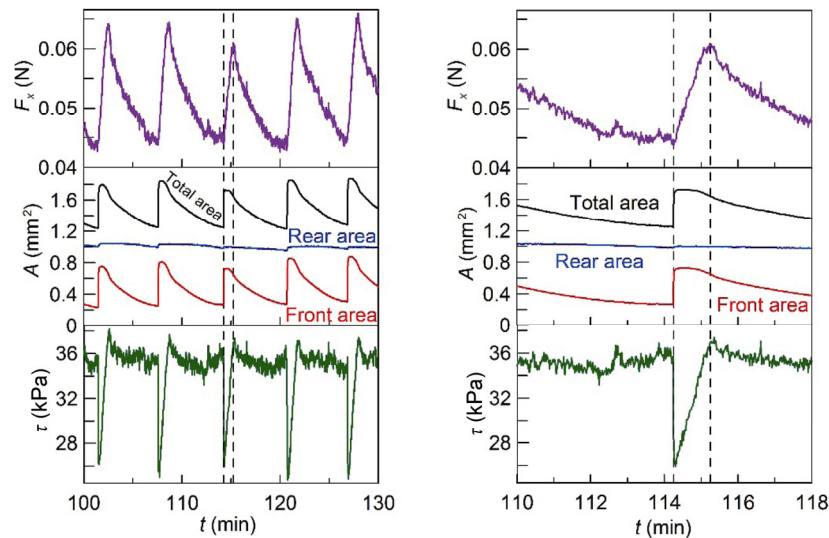 Fx (N)
0.06
0.05
0.04
A (mm²)
1.6
1.2
0.8
0.4
0
Total area
Rear area
Front area
τ (kPa)
36
32
28
100
110
120
130
t (min)
Fx (N)
0.06
0.05
0.04
A (mm²)
1.6
1.2
0.8
0.4
0
Total area
Rear area
Front area
τ (kPa)
36
32
28
110
112
114
116
118
t (min)